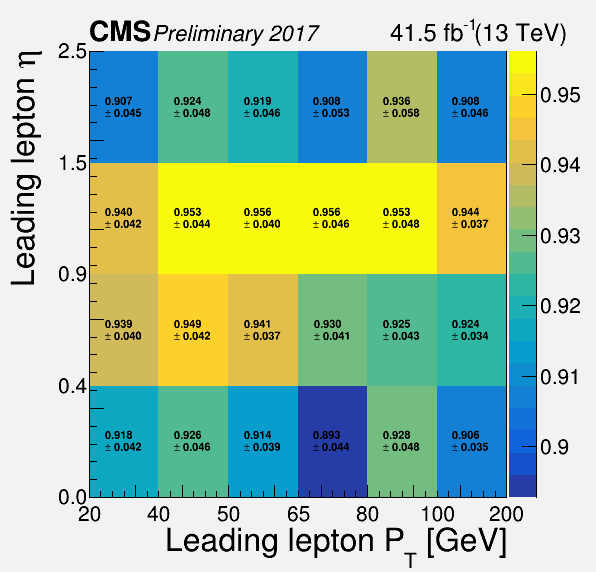 CMS Preliminary 2017 41.5 fb⁻¹(13 TeV)
Leading lepton η
2.5
0.907 0.924 0.919 0.908 0.936 0.908
± 0.045 ± 0.048 ± 0.046 ± 0.053 ± 0.058 ± 0.046
1.5
0.940 0.953 0.956 0.956 0.953 0.944
± 0.042 ± 0.044 ± 0.040 ± 0.046 ± 0.048 ± 0.037
0.9
0.939 0.949 0.941 0.930 0.925 0.924
± 0.040 ± 0.042 ± 0.037 ± 0.041 ± 0.043 ± 0.034
0.4
0.918 0.926 0.914 0.893 0.928 0.906
± 0.042 ± 0.046 ± 0.039 ± 0.044 ± 0.048 ± 0.035
0.0
20 40 50 65 80 100 200
Leading lepton P_T [GeV]
0.95
0.94
0.93
0.92
0.91
0.9